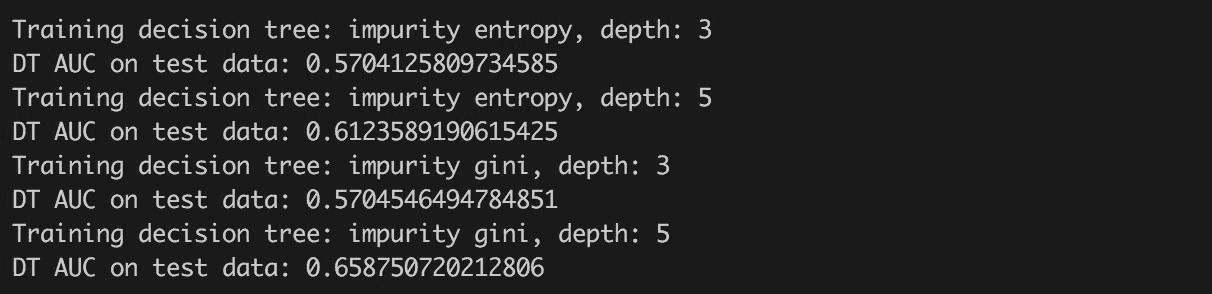 Training decision tree: impurity entropy, depth: 3
DT AUC on test data: 0.5704125809734585
Training decision tree: impurity entropy, depth: 5
DT AUC on test data: 0.6123589190615425
Training decision tree: impurity gini, depth: 3
DT AUC on test data: 0.5704546494784851
Training decision tree: impurity gini, depth: 5
DT AUC on test data: 0.658750720212806